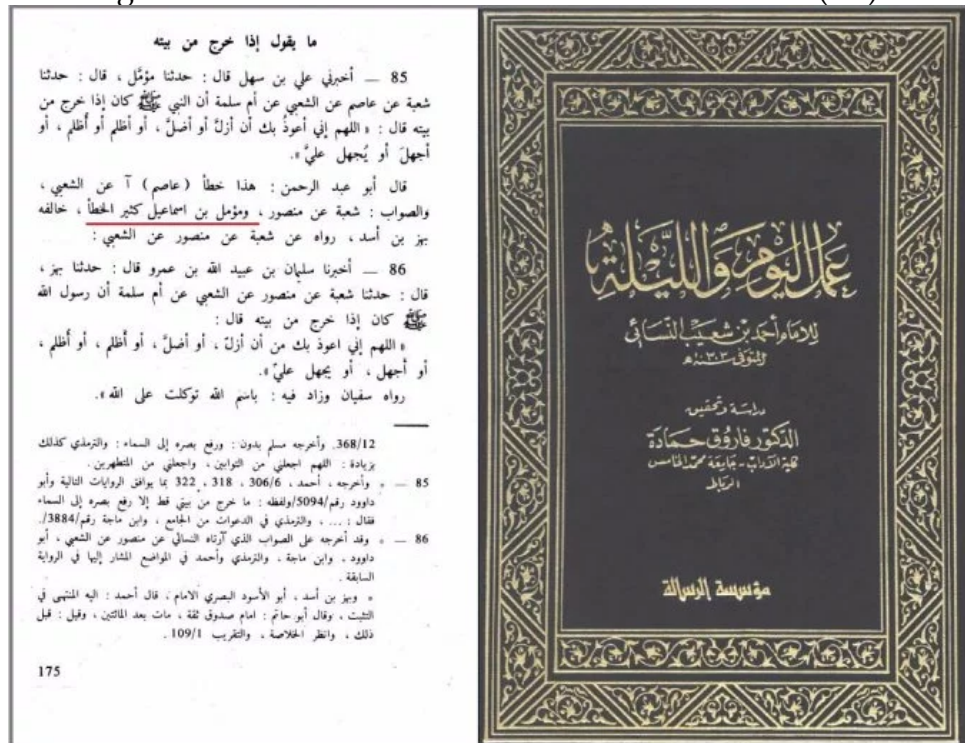 ما يقول إذا خرج من بيته
85 — أخبرني علي بن سهل قال : حدثنا مؤمَّل ، قال : حدثنا
شعبة عن عاصم عن الشعبي عن أم سلمة أن النبي ﷺ كان إذا خرج من
بيته قال : « اللهم إني أعوذُ بك أن أزلَّ أو أضلَّ ، أو أظلم أو أُظلم ، أو
أجهلَ أو يُجهل عليَّ ».
قال أبو عبد الرحمن : هذا خطأ (عاصم) آ عن الشعبي ،
والصواب : شعبة عن منصور ، ومؤمل بن اسماعيل كثير الخطأ ، خالفه
بهز بن أسد ، رواه عن شعبة عن منصور عن الشعبي :
86 — أخبرنا سليمان بن عبيد الله بن عمرو قال : حدثنا بهز ،
قال : حدثنا شعبة عن منصور عن الشعبي عن أم سلمة أن رسول الله
ﷺ كان إذا خرج من بيته قال :
« اللهم إني اعوذ بك من أن أزلّ ، أو أضلَّ ، أو أظلم ، أو أُظلم ،
أو أجهل ، أو يجهل عليّ ».
رواه سفيان وزاد فيه : باسم الله توكلت على الله ».
368/12. وأخرجه مسلم بدون : ورفع بصره إلى السماء : والترمذي كذلك
بزيادة : اللهم اجعلني من التوابين ، واجعلني من المتطهرين.
85 — ه وأخرجه ، أحمد ، 306/6 ، 318 ، 322 بما يوافق الروايات التالية وأبو
داوود رقم/5094/ولفظه : ما خرج من بيتي قط إلا رفع بصره إلى السماء
فقال : ... ، والترمذي في الدعوات من الجامع ، وابن ماجة رقم/3884/.
86 — ه وقد أخرجه على الصواب الذي آرتاه النسائي عن منصور عن الشعبي ، أبو
داوود ، وابن ماجة ، والترمذي وأحمد في المواضع المشار إليها في الرواية
السابقة .
ه وبهز بن أسد ، أبو الأسود البصري الامام ، قال أحمد : اليه المنتهى في
التثبت ، وقال أبو حاتم : امام صدوق ثقة ، مات بعد المائتين ، وقيل : قبل
ذلك ، وانظر الخلاصة ، والتقريب 109/1 .
175
عمل اليوم والليلة
للإمام أحمد بن شعيب النسائي
المتوفى ٣٠٣هـ
دراسة وتحقيق
الدكتور فاروق حمادة
كلية الآداب - جامعة محمد الخامس
الرباط
مؤسسة الرسالة